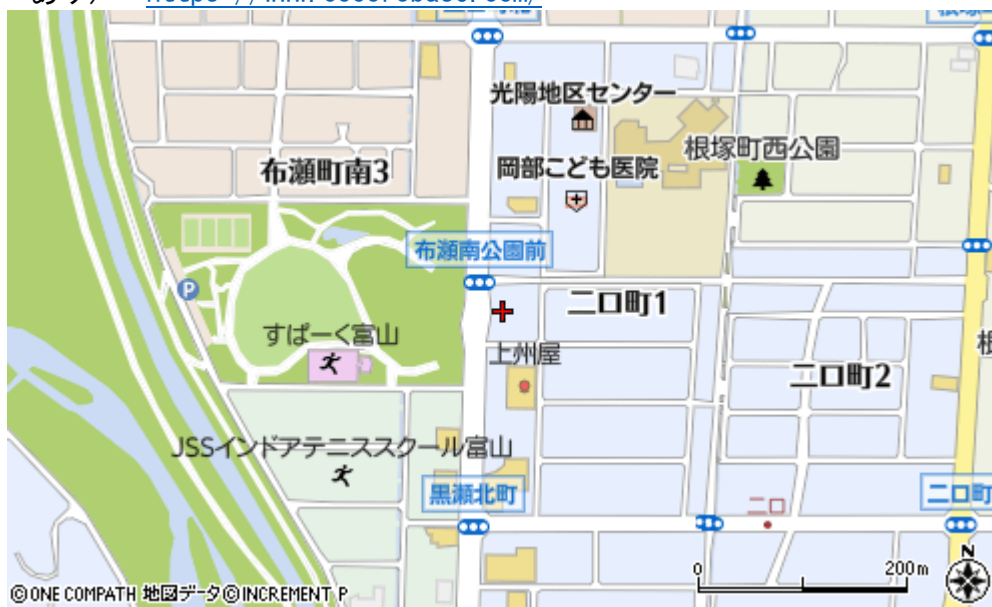 光陽地区センター
根塚町西公園
岡部こども医院
布瀬町南3
布瀬南公園前
P
二口町1
すぱーく富山
上州屋
二口町2
JSSインドアテニススクール富山
黒瀬北町
二口
二口町
0
200m
N
©ONE COMPATH 地図データ©INCREMENT P